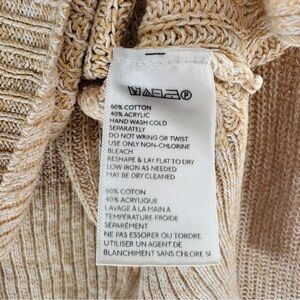 60% COTTON
40% ACRYLIC
HAND WASH COLD
SEPARATELY
DO NOT WRING OR TWIST
USE ONLY NON-CHLORINE
BLEACH
RESHAPE & LAY FLAT TO DRY
LOW IRON AS NEEDED
MAY BE DRY CLEANED
60% COTON
40% ACRYLIQUE
LAVAGE À LA MAIN À
TEMPÉRATURE FROIDE
SÉPARÉMENT
NE PAS ESSORER OU TORDRE
UTILISER UN AGENT DE
BLANCHIMENT SANS CHLORE SI